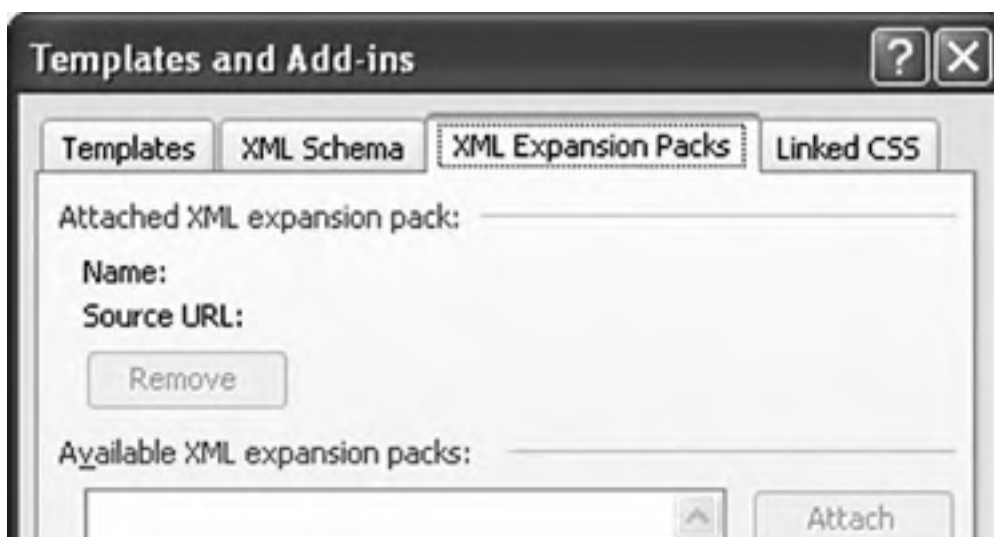 Templates and Add-ins ? X
Templates XML Schema XML Expansion Packs Linked CSS
Attached XML expansion pack:
Name:
Source URL:
Remove
Available XML expansion packs:
Attach